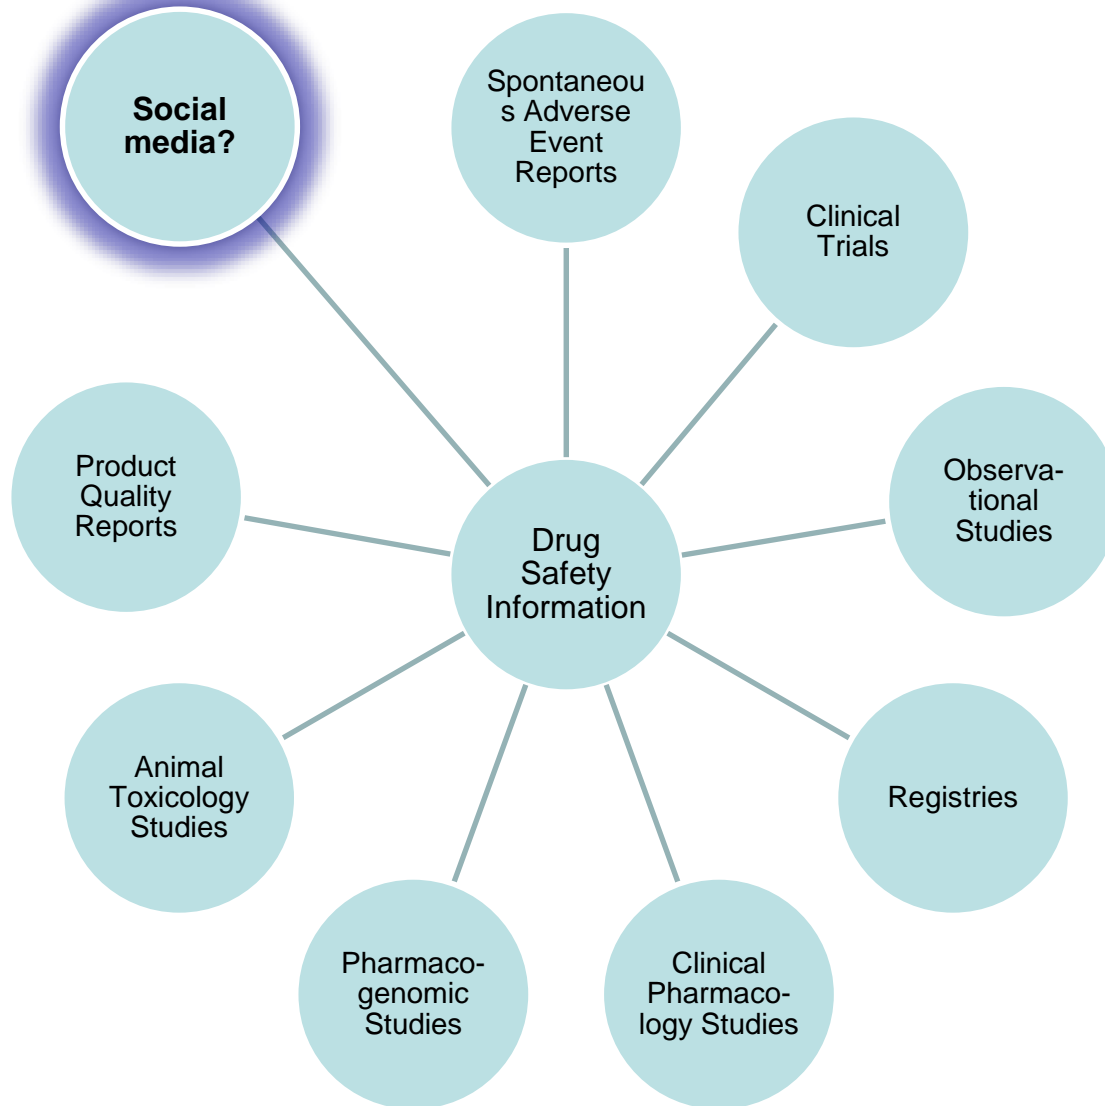 Social
media?
Spontaneou
s Adverse
Event
Reports
Clinical
Trials
Observa-
tional
Studies
Registries
Clinical
Pharmaco-
logy Studies
Pharmaco-
genomic
Studies
Animal
Toxicology
Studies
Product
Quality
Reports
Drug
Safety
Information